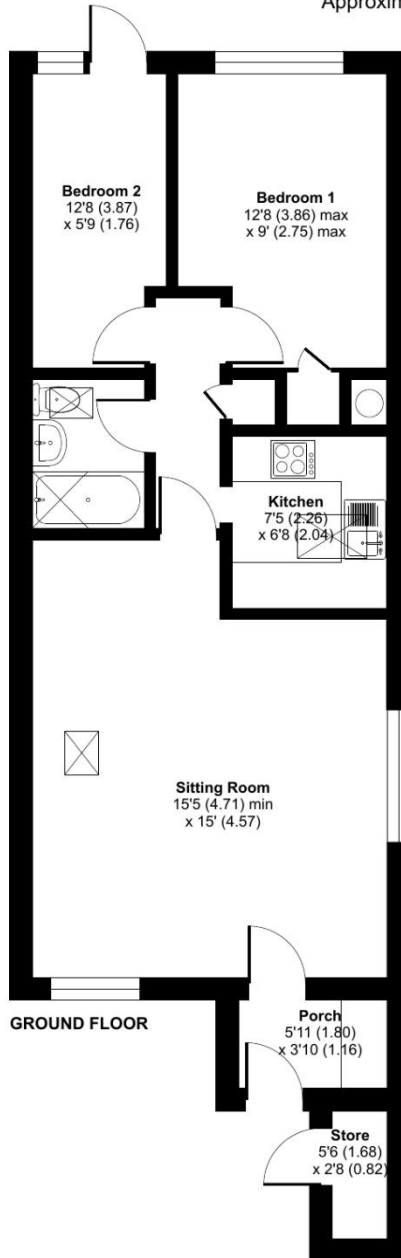 Approxim
Bedroom 2
12'8 (3.87)
x 5'9 (1.76)
Bedroom 1
12'8 (3.86) max
x 9' (2.75) max
Kitchen
7'5 (2.26)
x 6'8 (2.04)
Sitting Room
15'5 (4.71) min
x 15' (4.57)
GROUND FLOOR
Porch
5'11 (1.80)
x 3'10 (1.16)
Store
5'6 (1.68)
x 2'8 (0.82)